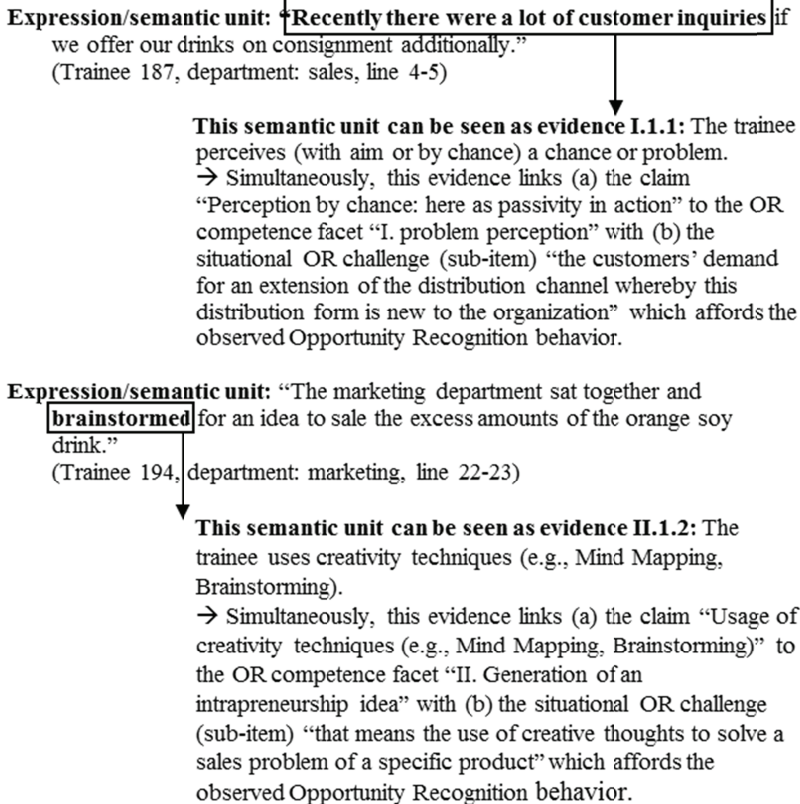 Expression/semantic unit: “Recently there were a lot of customer inquiries if
we offer our drinks on consignment additionally.”
(Trainee 187, department: sales, line 4-5)
This semantic unit can be seen as evidence I.1.1: The trainee
perceives (with aim or by chance) a chance or problem.
→ Simultaneously, this evidence links (a) the claim
“Perception by chance: here as passivity in action” to the OR
competence facet “I. problem perception” with (b) the
situational OR challenge (sub-item) “the customers’ demand
for an extension of the distribution channel whereby this
distribution form is new to the organization” which affords the
observed Opportunity Recognition behavior.
Expression/semantic unit: “The marketing department sat together and
brainstormed for an idea to sale the excess amounts of the orange soy
drink.”
(Trainee 194, department: marketing, line 22-23)
This semantic unit can be seen as evidence II.1.2: The
trainee uses creativity techniques (e.g., Mind Mapping,
Brainstorming).
→ Simultaneously, this evidence links (a) the claim “Usage of
creativity techniques (e.g., Mind Mapping, Brainstorming)” to
the OR competence facet “II. Generation of an
intrapreneurship idea” with (b) the situational OR challenge
(sub-item) “that means the use of creative thoughts to solve a
sales problem of a specific product” which affords the
observed Opportunity Recognition behavior.